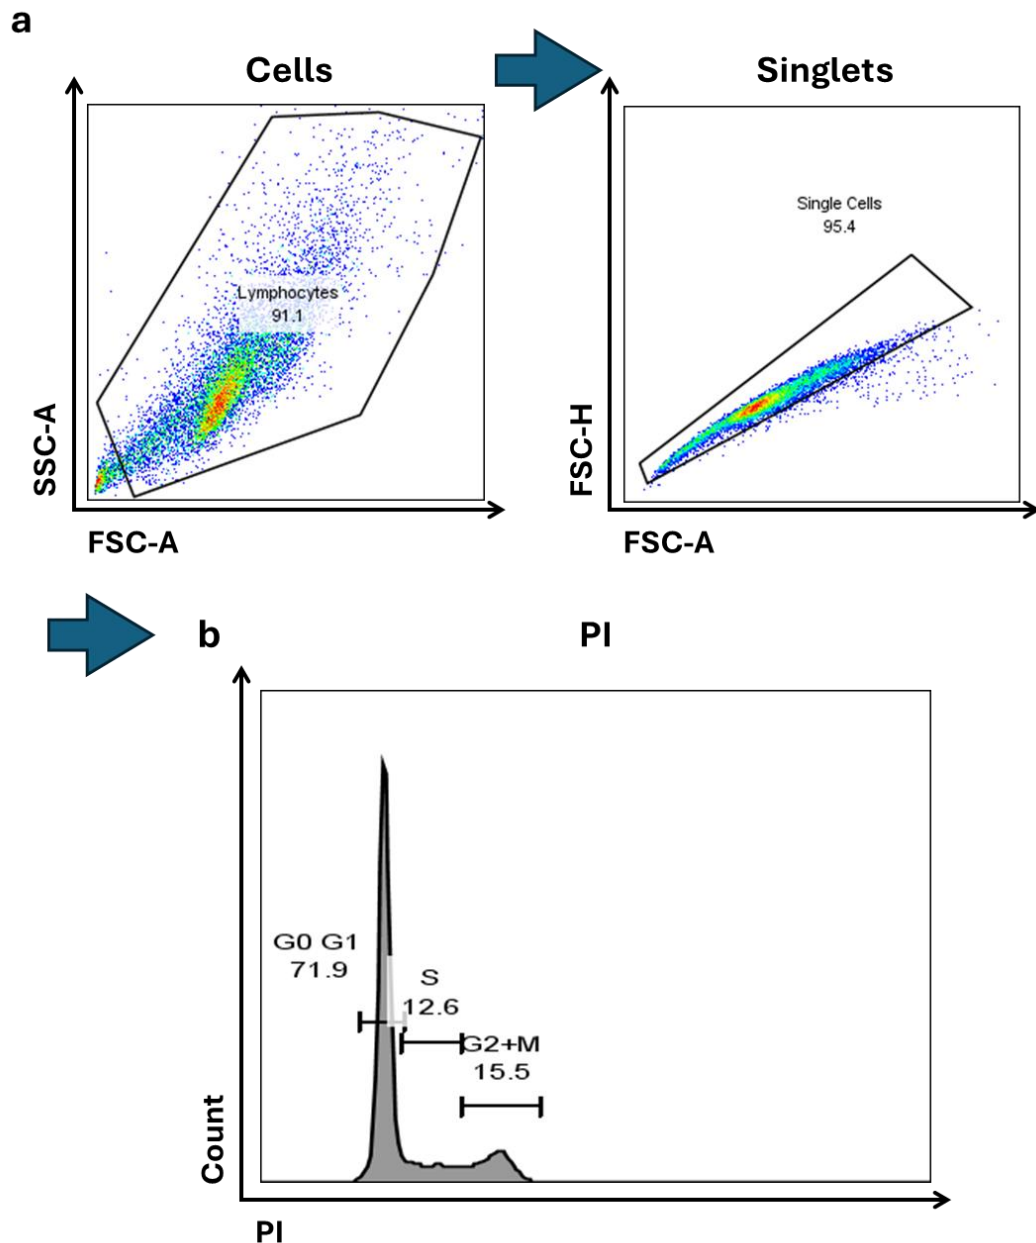 a
Cells
Singlets
Lymphocytes
91.1
Single Cells
95.4
SSC-A
FSC-A
FSC-H
FSC-A
b
PI
G0 G1
71.9
S
12.6
G2+M
15.5
Count
PI